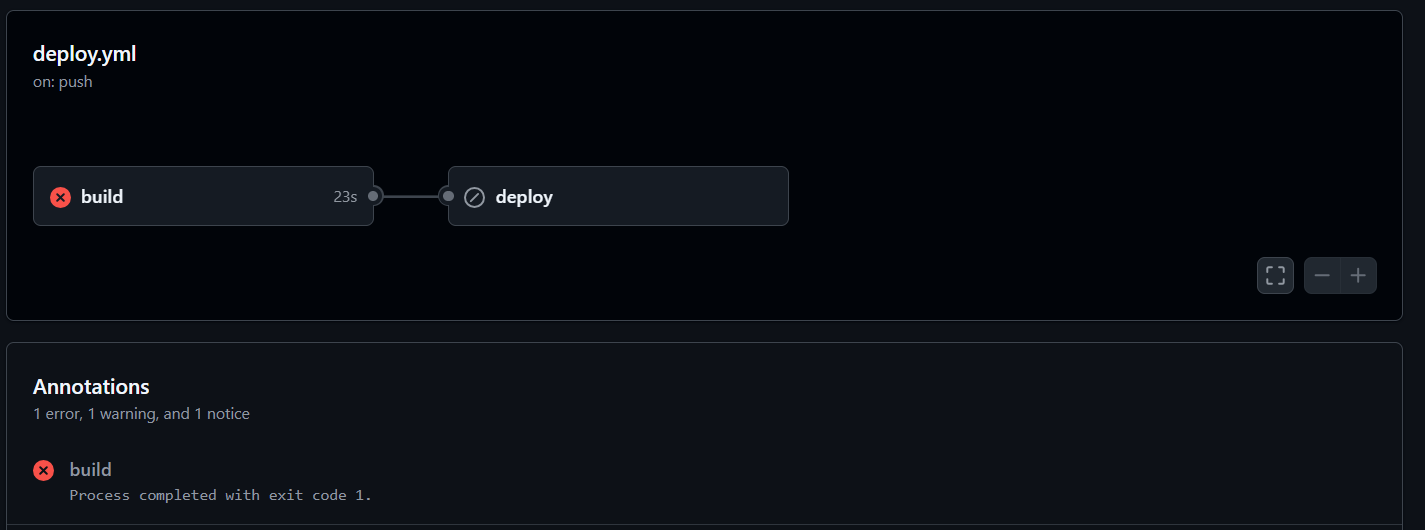 deploy.yml
on: push
build 23s
deploy
Annotations
1 error, 1 warning, and 1 notice
build
Process completed with exit code 1.